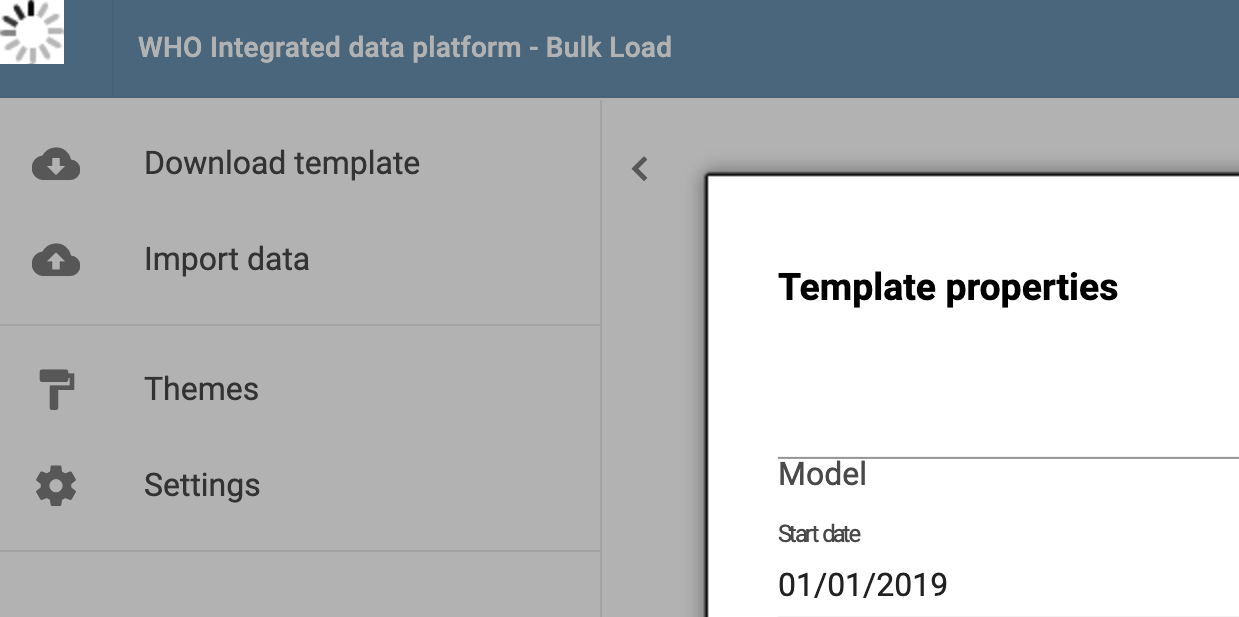 WHO Integrated data platform - Bulk Load
Download template
Import data
Themes
Settings
Template properties
Model
Start date
01/01/2019